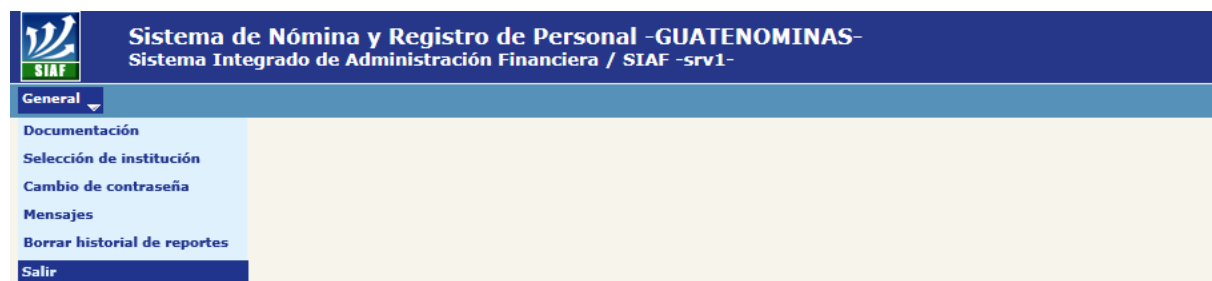 Sistema de Nómina y Registro de Personal -GUATENOMINAS-
SIAF
Sistema Integrado de Administración Financiera / SIAF -srv1-
General
Documentación
Selección de institución
Cambio de contraseña
Mensajes
Borrar historial de reportes
Salir